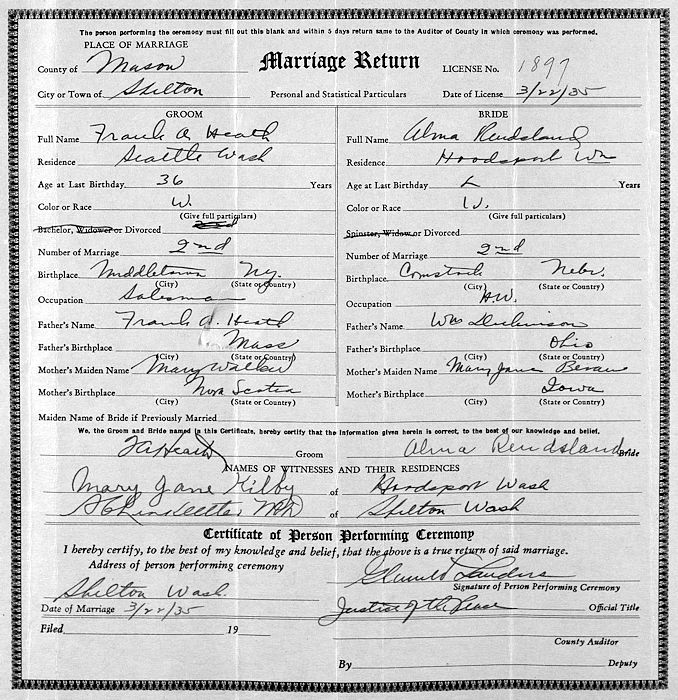 The person performing the ceremony must fill out this blank and within 5 days return same to the Auditor of County in which ceremony was performed.
PLACE OF MARRIAGE
County of Mason
City or Town of Shelton
Marriage Return
Personal and Statistical Particulars
LICENSE No. 1897
Date of License 3/22/35
GROOM
Full Name Frank A Heath
Residence Seattle Wash
Age at Last Birthday 36 Years
Color or Race W.
(Give full particulars)
Bachelor, Widower or Divorced
Number of Marriage 2nd
Birthplace Middletown Ny.
(City) (State or Country)
Occupation Salesman
Father's Name Frank A. Heath
Father's Birthplace Mass
(City) (State or Country)
Mother's Maiden Name Mary Walker
Mother's Birthplace Nova Scotia
(City) (State or Country)
Maiden Name of Bride if Previously Married
BRIDE
Full Name Alma Rendsland
Residence Hoodsport Wn
Age at Last Birthday L Years
Color or Race W.
(Give full particulars)
Spinster, Widow or Divorced
Number of Marriage 2nd
Birthplace Comstock Nebr.
(City) (State or Country)
Occupation H.W.
Father's Name Wm Dickinson
Father's Birthplace Ohio
(City) (State or Country)
Mother's Maiden Name Mary Jane
Mother's Birthplace Iowa
(City) (State or Country)
We, the Groom and Bride named in this Certificate, hereby certify that the information given herein is correct, to the best of our knowledge and belief.
FA Heath Groom Alma Rendsland Bride
NAMES OF WITNESSES AND THEIR RESIDENCES
Mary Jane Kilby of Hoodsport Wash
of Shelton Wash
Certificate of Person Performing Ceremony
I hereby certify, to the best of my knowledge and belief, that the above is a true return of said marriage.
Address of person performing ceremony
Landers
Signature of Person Performing Ceremony
Shelton Wash.
Date of Marriage 3/22/35
Justice of the Peace Official Title
Filed 19
County Auditor
By Deputy